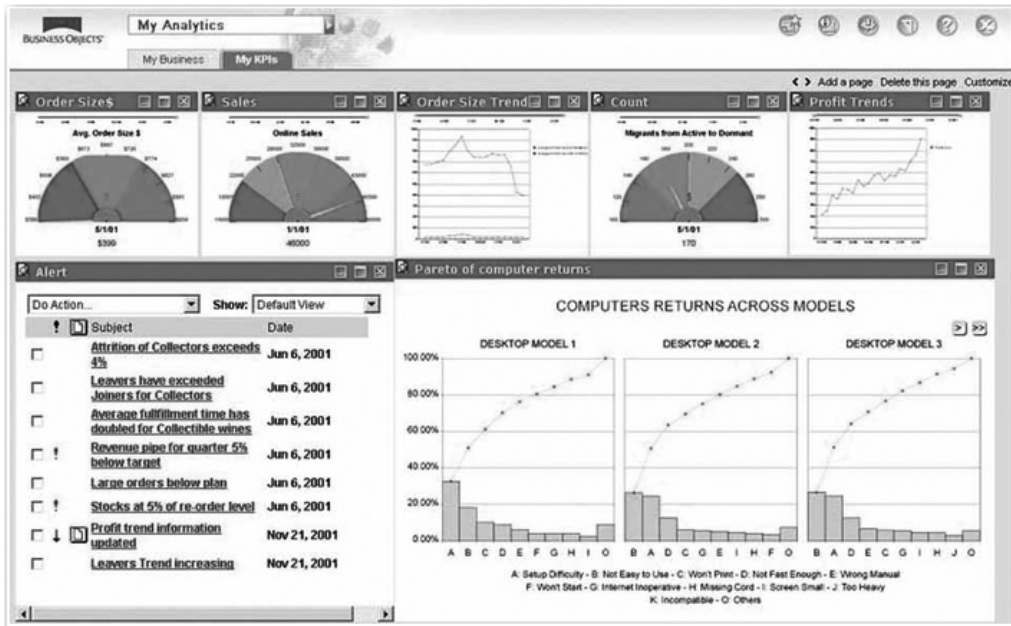 BUSINESS OBJECTS
My Analytics
My Business
My KPIs
Add a page Delete this page Customize
Order Size$
Sales
Order Size Trend
Count
Profit Trends
Avg. Order Size $
5/1/01
$399
Online Sales
1/1/01
46000
Migrants from Active to Dormant
5/1/01
170
Alert
Do Action...
Show: Default View
! Subject Date
Attrition of Collectors exceeds
4%
Jun 6, 2001
Leavers have exceeded
Joiners for Collectors
Jun 6, 2001
Average fullfillment time has
doubled for Collectible wines
Jun 6, 2001
! Revenue pipe for quarter 5%
below target
Jun 6, 2001
Large orders below plan Jun 6, 2001
! Stocks at 5% of re-order level Jun 6, 2001
Profit trend information
updated
Nov 21, 2001
Leavers Trend increasing Nov 21, 2001
Pareto of computer returns
COMPUTERS RETURNS ACROSS MODELS
> >>
DESKTOP MODEL 1 DESKTOP MODEL 2 DESKTOP MODEL 3
100.00%
80.00%
60.00%
40.00%
20.00%
0.00%
A B C D E F G H I O
B A D C G E I H F O
B A D E C G I H J O
A: Setup Difficulty - B: Not Easy to Use - C: Won't Print - D: Not Fast Enough - E: Wrong Manual
F: Won't Start - G: Internet Inoperative - H: Missing Cord - I: Screen Small - J: Too Heavy
K: Incompatible - O: Others